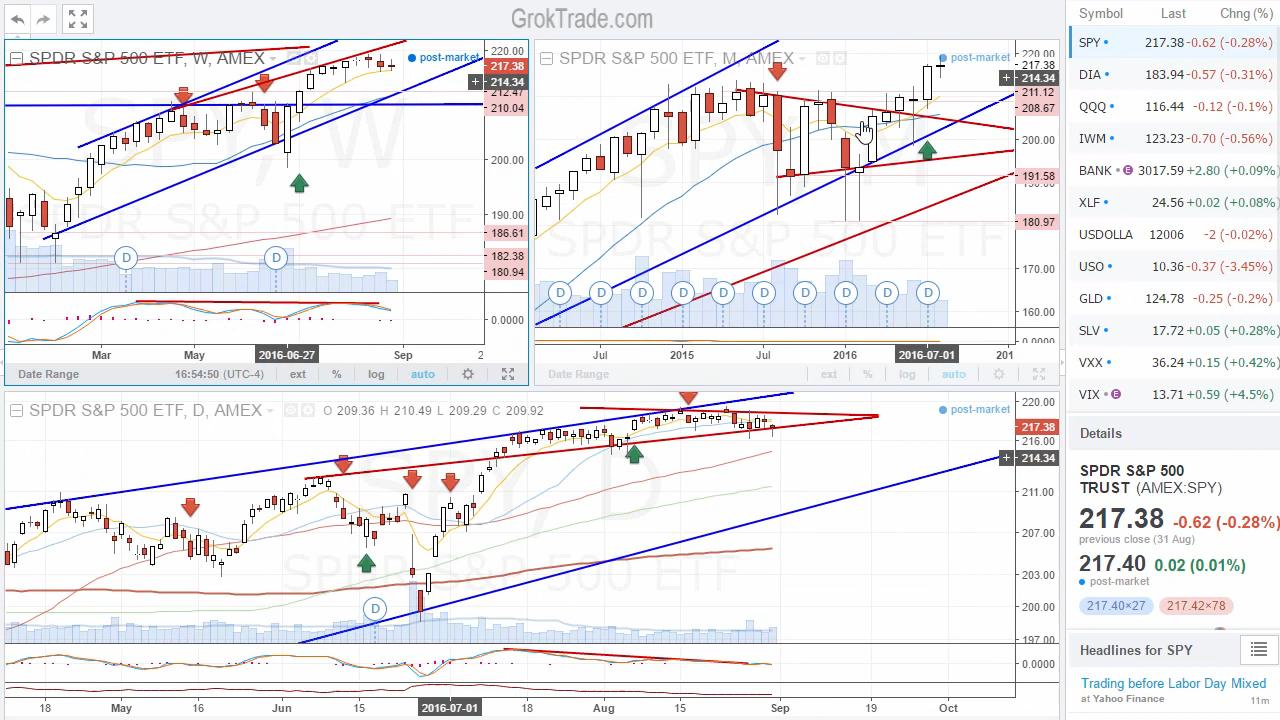 GrokTrade.com
SPDR S&P 500 ETF, W, AMEX
post-market
217.38
214.34
212.47
210.04
200.00
190.00
186.61
182.38
180.94
0.0000
D
D
Mar
May
2016-06-27
Sep
2
Date Range
16:54:50 (UTC-4)
ext
%
log
auto
SPDR S&P 500 ETF, M, AMEX
post-market
220.00
217.38
214.34
211.12
208.67
200.00
191.58
180.97
170.00
160.00
0.0000
D D D D D D D D D D
Jul
2015
Jul
2016
2016-07-01
201
Date Range
ext
%
log
auto
SPDR S&P 500 ETF, D, AMEX
O 209.36
L 209.29 C 209.92
post-market
220.00
217.38
216.00
214.34
211.00
207.00
203.00
200.00
197.00
0.0000
D
18
May
16
Jun
15
2016-07-01
18
Aug
15
Sep
19
Oct
Symbol Last Chng (%)
SPY 217.38 -0.62 (-0.28%)
DIA 183.94 -0.57 (-0.31%)
QQQ 116.44 -0.12 (-0.1%)
IWM 123.23 -0.70 (-0.56%)
BANK E 3017.59 +2.80 (+0.09%)
XLF 24.56 +0.02 (+0.08%)
USDOLLA 12006 -2 (-0.02%)
USO 10.36 -0.37 (-3.45%)
GLD 124.78 -0.25 (-0.2%)
SLV 17.72 +0.05 (+0.28%)
VXX 36.24 +0.15 (+0.42%)
VIX E 13.71 +0.59 (+4.5%)
Details
SPDR S&P 500
TRUST (AMEX:SPY)
217.38 -0.62 (-0.28%)
previous close (31 Aug)
217.40 0.02 (0.01%)
post-market
217.40×27 217.42×78
Headlines for SPY
Trading before Labor Day Mixed
at Yahoo Finance 11m